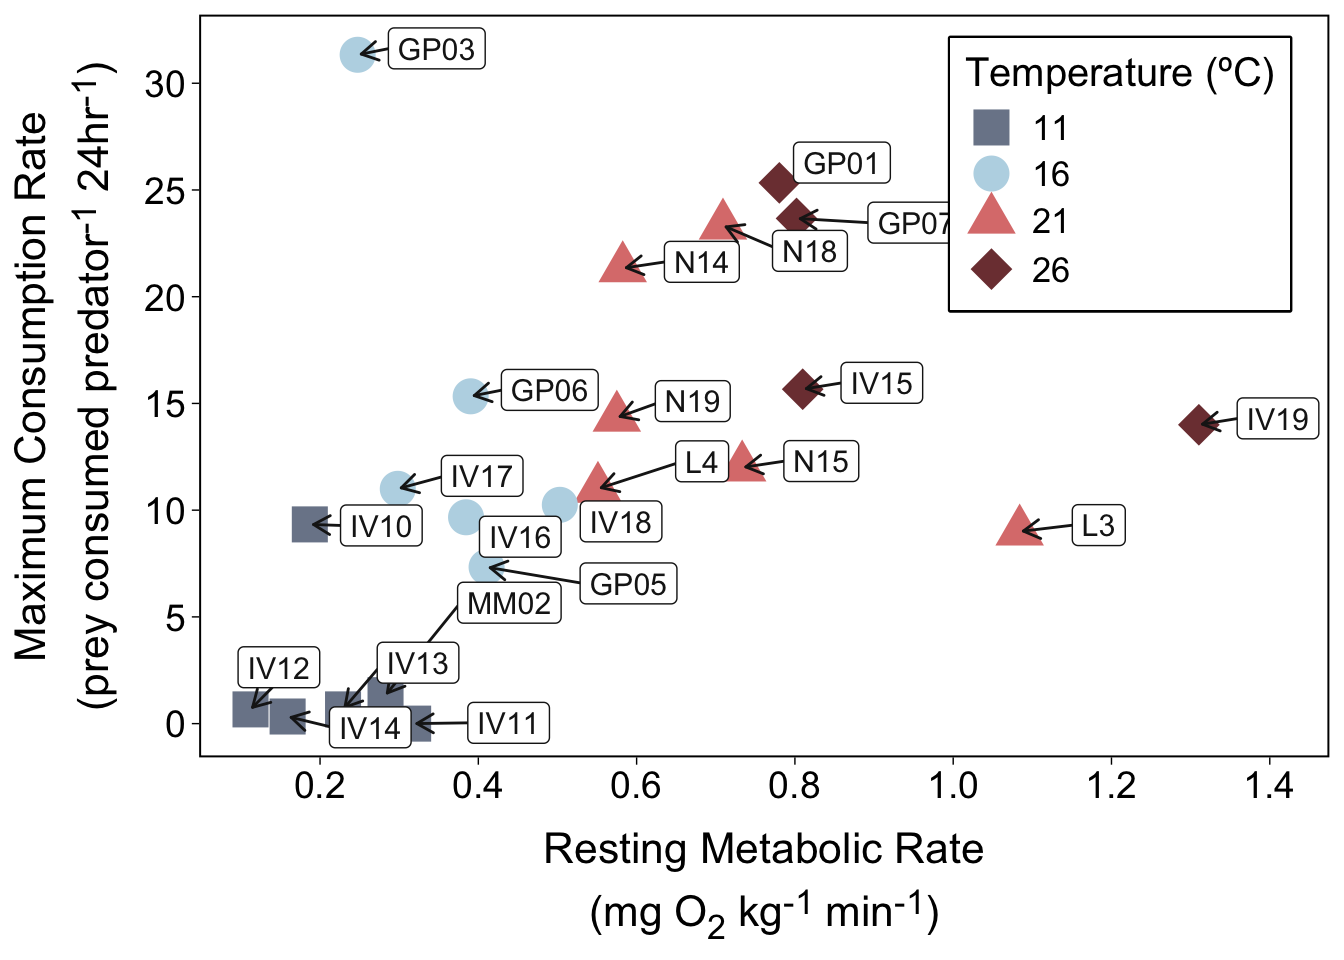 Maximum Consumption Rate
(prey consumed predator⁻¹ 24hr⁻¹)
30
25
20
15
10
5
0
GP03
GP01
GP07
N18
N14
Temperature (ºC)
11
16
21
26
GP06
N19
IV15
IV19
L4
N15
IV17
IV10
IV16
IV18
L3
GP05
MM02
IV12
IV13
IV14
IV11
0.2 0.4 0.6 0.8 1.0 1.2 1.4
Resting Metabolic Rate
(mg O₂ kg⁻¹ min⁻¹)